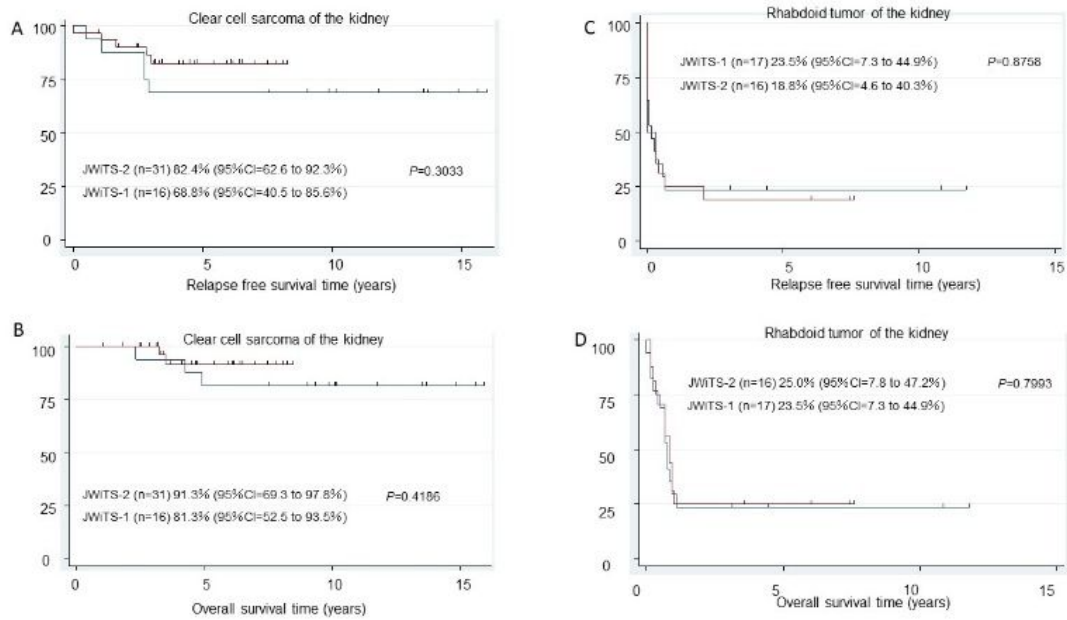 A
Clear cell sarcoma of the kidney
100
75
50
25
0
JWiTS-2 (n=31) 82.4% (95%CI=62.6 to 92.3%)
P=0.3033
JWiTS-1 (n=16) 68.8% (95%CI=40.5 to 85.6%)
0 5 10 15
Relapse free survival time (years)
B
Clear cell sarcoma of the kidney
100
75
50
25
0
JWiTS-2 (n=31) 91.3% (95%CI=69.3 to 97.8%)
P=0.4186
JWiTS-1 (n=16) 81.3% (95%CI=52.5 to 93.5%)
0 5 10 15
Overall survival time (years)
C
Rhabdoid tumor of the kidney
100
75
50
25
0
JWiTS-1 (n=17) 23.5% (95%CI=7.3 to 44.9%)
P=0.8758
JWiTS-2 (n=16) 18.8% (95%CI=4.6 to 40.3%)
0 5 10 15
Relapse free survival time (years)
D
Rhabdoid tumor of the kidney
100
75
50
25
0
JWiTS-2 (n=16) 25.0% (95%CI=7.8 to 47.2%)
P=0.7993
JWiTS-1 (n=17) 23.5% (95%CI=7.3 to 44.9%)
0 5 10 15
Overall survival time (years)